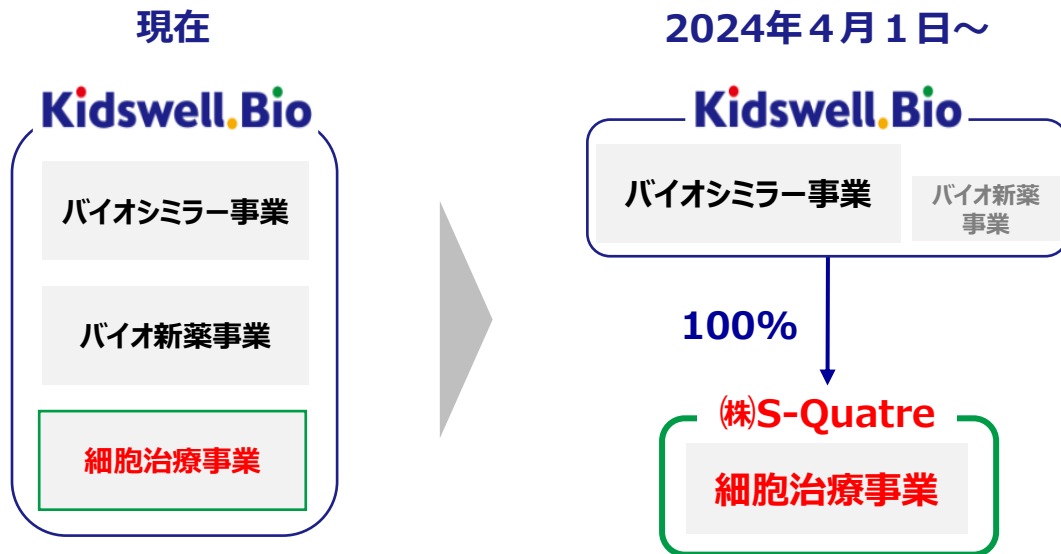 現在
Kidswell.Bio
バイオシミラー事業
バイオ新薬事業
細胞治療事業
2024年４月１日～
Kidswell.Bio
バイオシミラー事業
バイオ新薬
事業
100%
㈱S-Quatre
細胞治療事業